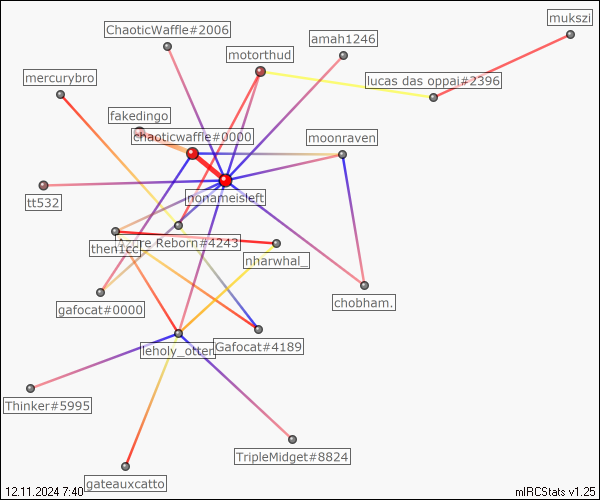 mukszi
ChaoticWaffle#2006
amah1246
motorthud
mercurybro
lucas das oppai#2396
fakedingo
chaoticwaffle#0000
moonraven
tt532
nonameisleft
Azure Reborn#4243
then1cc
nharwhal_
gafocat#0000
chobham.
leholy_otter
Gafocat#4189
Thinker#5995
TripleMidget#8824
gateauxcatto
12.11.2024 7:40
mIRCStats v1.25